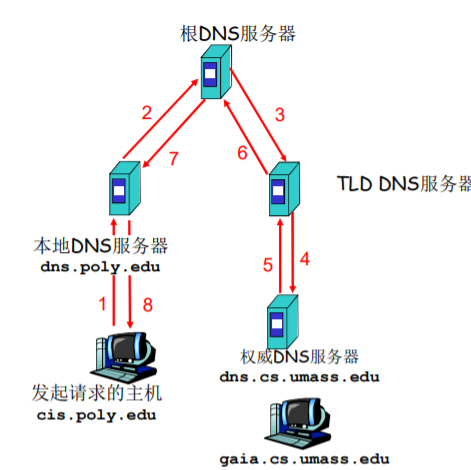 根DNS服务器
2
3
7
6
TLD DNS服务器
本地DNS服务器
dns.poly.edu
5
4
1
8
权威DNS服务器
dns.cs.umass.edu
发起请求的主机
cis.poly.edu
gaia.cs.umass.edu